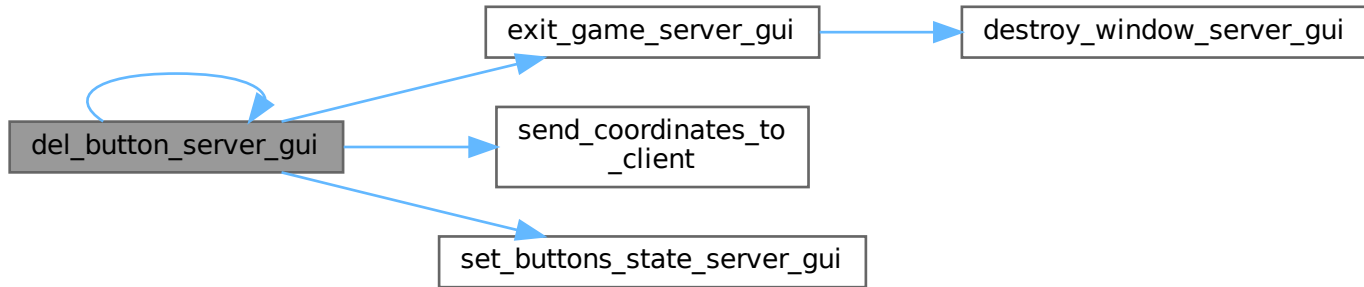 exit_game_server_gui
destroy_window_server_gui
del_button_server_gui
send_coordinates_to
_client
set_buttons_state_server_gui